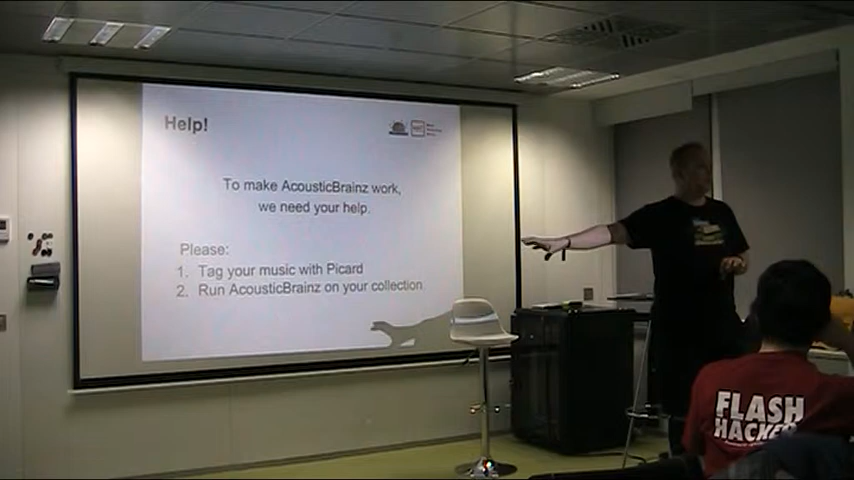 Help!
To make AcousticBrainz work,
we need your help.
Please:
1. Tag your music with Picard
2. Run AcousticBrainz on your collection
FLASH
HACKER